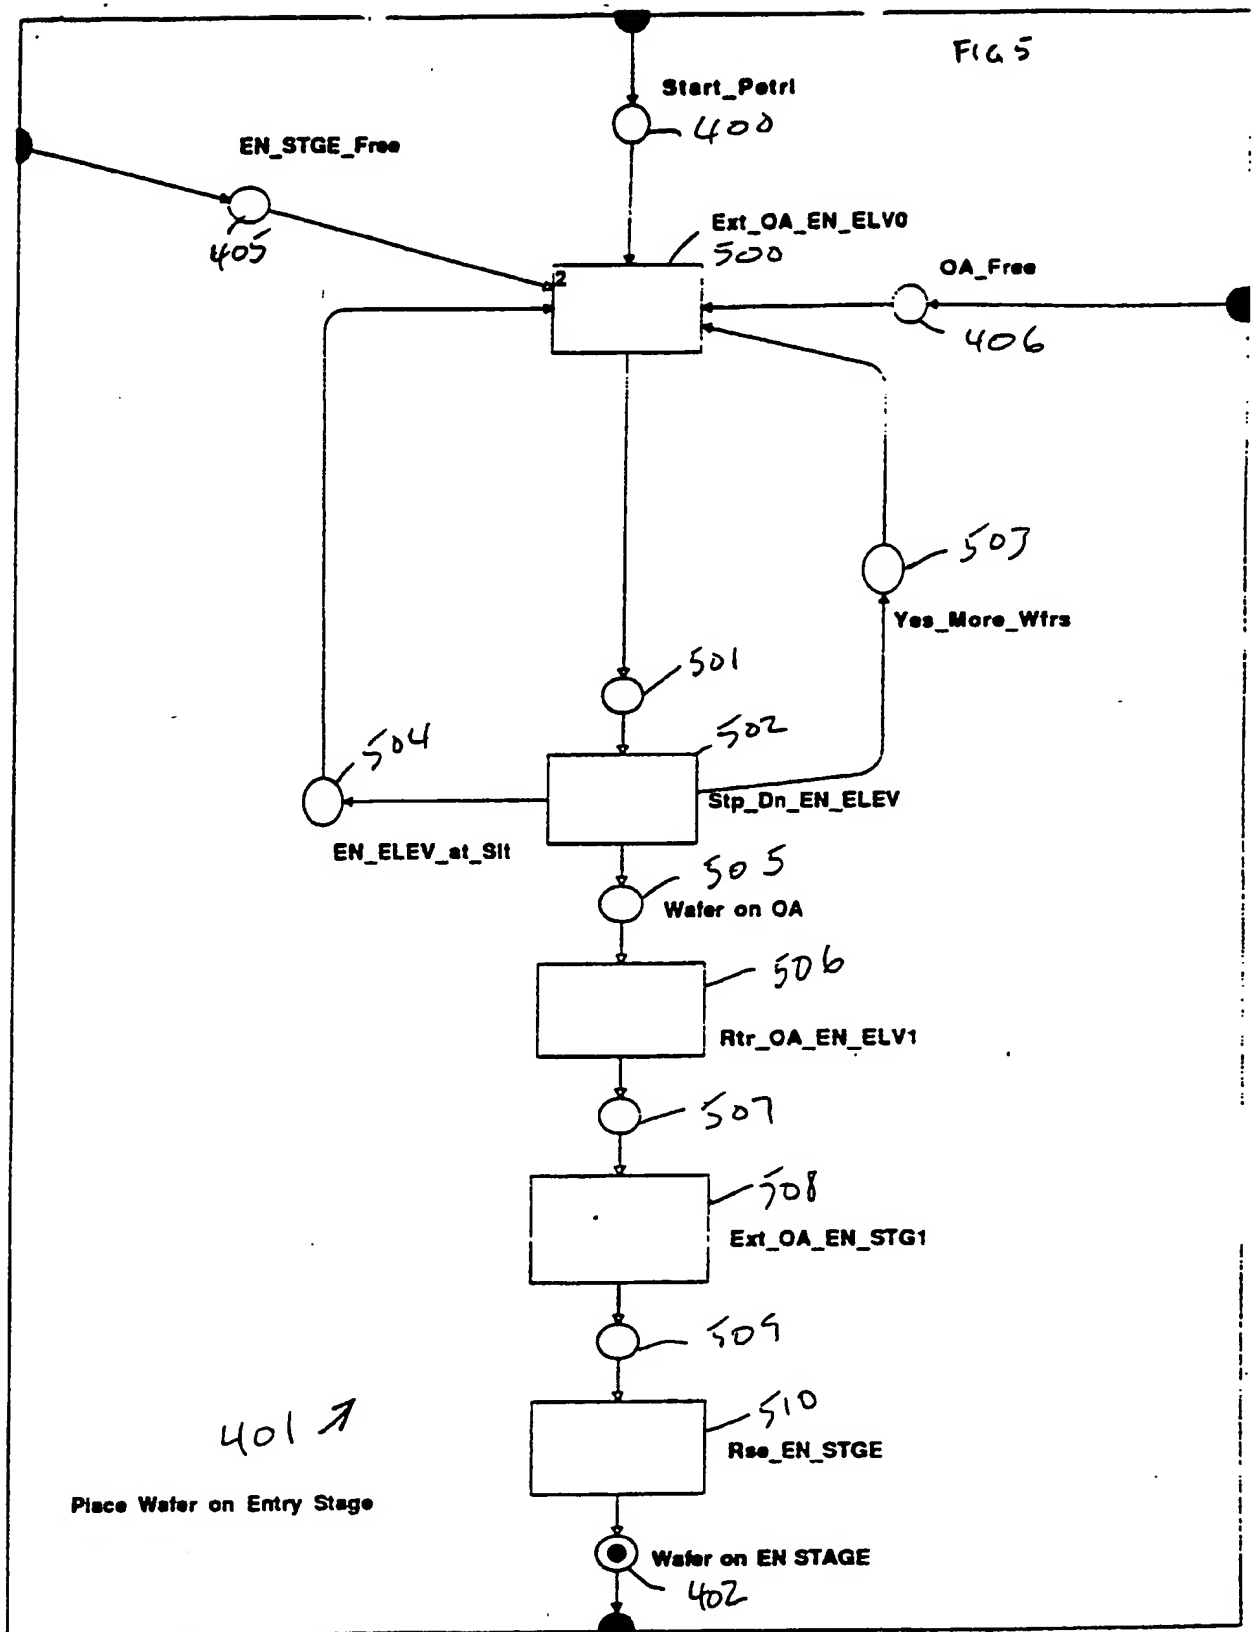 FIG 5
Start_Petri
400
EN_STGE_Free
405
Ext_OA_EN_ELV0
500
2
OA_Free
406
503
Yes_More_Wfrs
501
502
504
Stp_Dn_EN_ELEV
EN_ELEV_at_Slt
505
Wafer on OA
506
Rtr_OA_EN_ELV1
507
508
Ext_OA_EN_STG1
509
510
401
Rse_EN_STGE
Place Wafer on Entry Stage
Wafer on EN STAGE
402